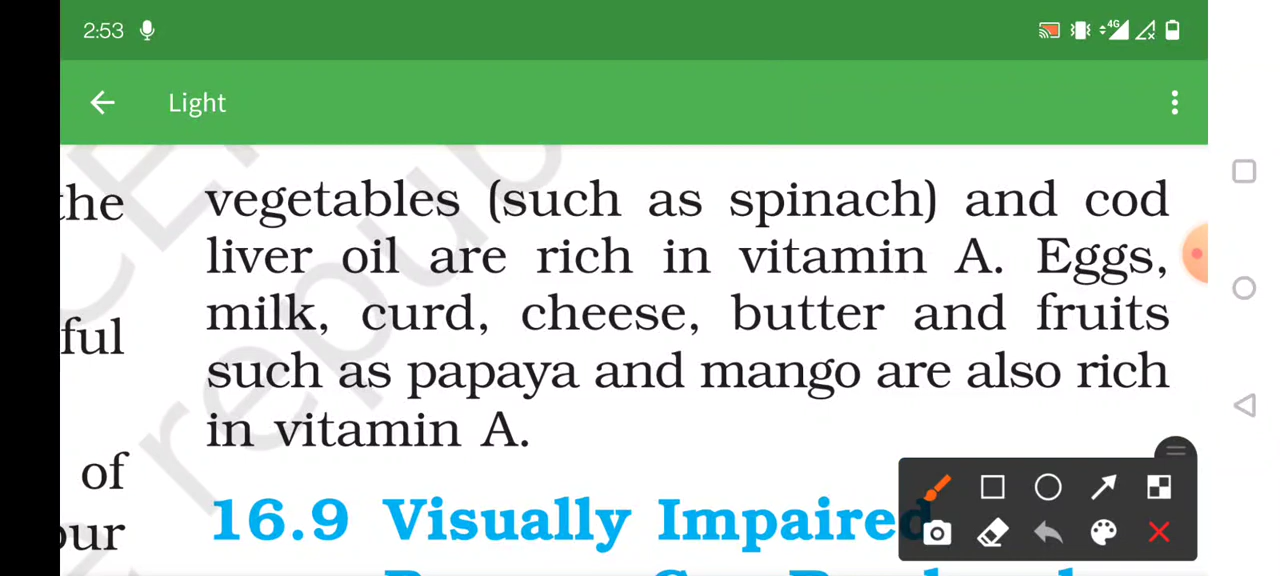 2:53
4G
Light
the vegetables (such as spinach) and cod
liver oil are rich in vitamin A. Eggs,
ful milk, curd, cheese, butter and fruits
such as papaya and mango are also rich
in vitamin A.
of
our 16.9 Visually Impaired
republ